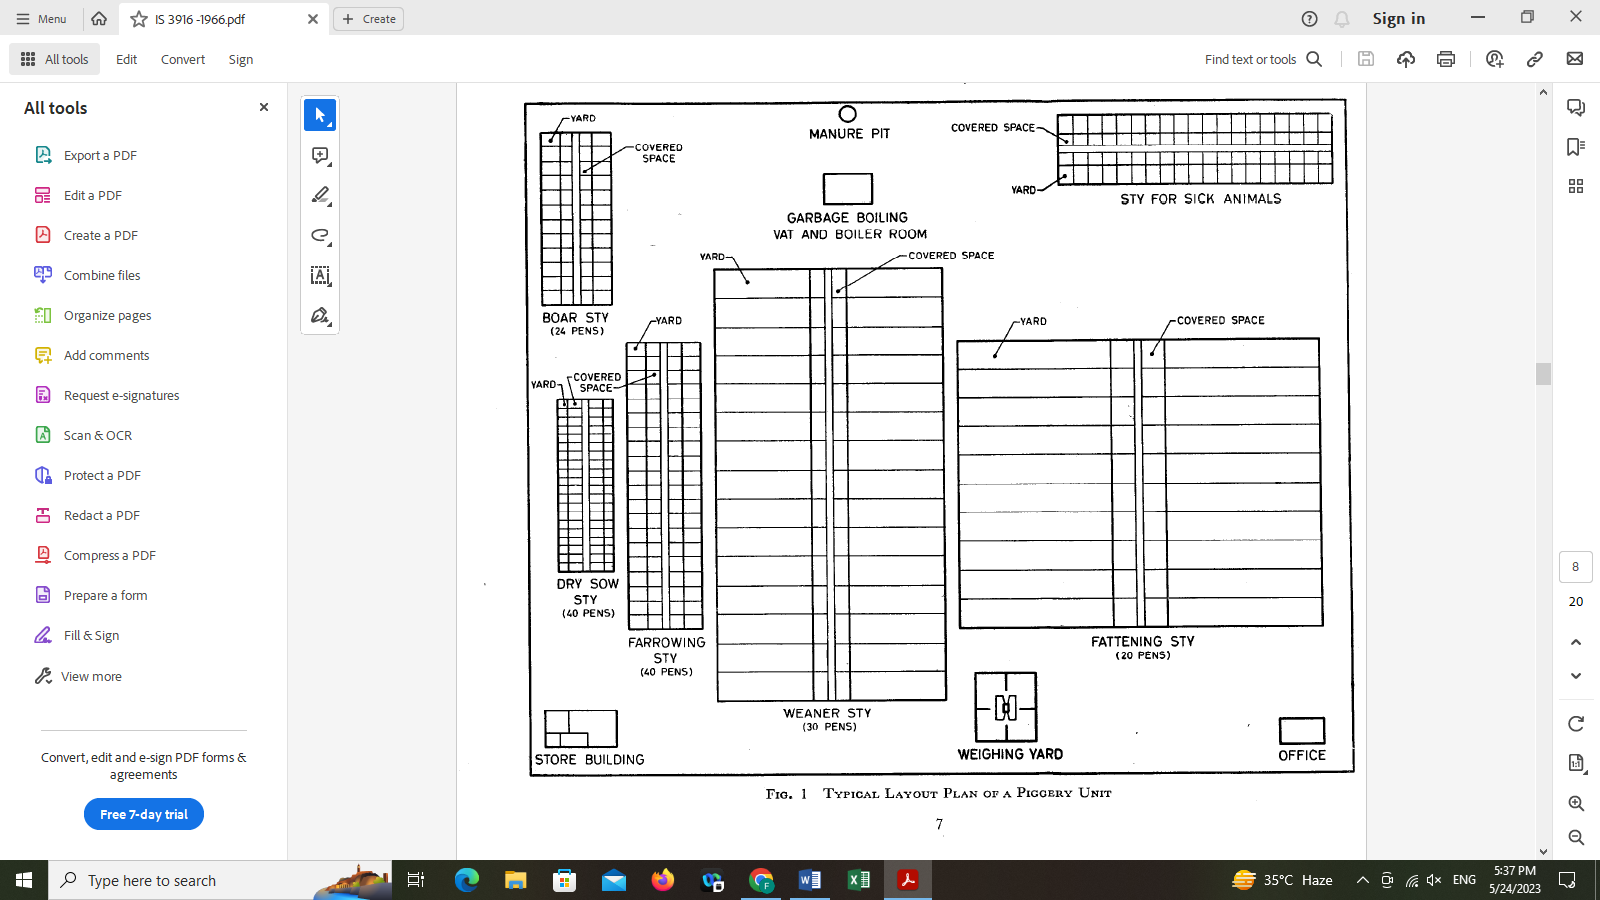 Menu
IS 3916 -1966.pdf
Create
Sign in
All tools
Edit
Convert
Sign
Find text or tools
All tools
Export a PDF
Edit a PDF
Create a PDF
Combine files
Organize pages
Add comments
Request e-signatures
Scan & OCR
Protect a PDF
Redact a PDF
Compress a PDF
Prepare a form
Fill & Sign
View more
Convert, edit and e-sign PDF forms &
agreements
Free 7-day trial
YARD
COVERED
SPACE
BOAR STY
(24 PENS)
MANURE PIT
GARBAGE BOILING
VAT AND BOILER ROOM
COVERED SPACE
YARD
STY FOR SICK ANIMALS
YARD
COVERED SPACE
YARD
YARD
COVERED
SPACE
YARD
COVERED SPACE
DRY SOW
STY
(40 PENS)
FARROWING
STY
(40 PENS)
WEANER STY
(30 PENS)
FATTENING STY
(20 PENS)
STORE BUILDING
WEIGHING YARD
OFFICE
FIG. 1 TYPICAL LAYOUT PLAN OF A PIGGERY UNIT
7
8
20
1:1
Type here to search
35°C Haze
ENG
5:37 PM
5/24/2023